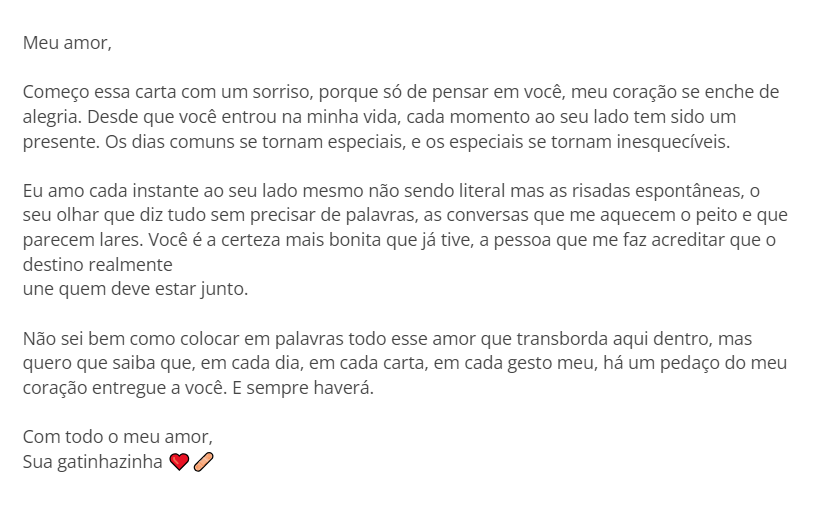 Meu amor,
Começo essa carta com um sorriso, porque só de pensar em você, meu coração se enche de
alegria. Desde que você entrou na minha vida, cada momento ao seu lado tem sido um
presente. Os dias comuns se tornam especiais, e os especiais se tornam inesquecíveis.
Eu amo cada instante ao seu lado mesmo não sendo literal mas as risadas espontâneas, o
seu olhar que diz tudo sem precisar de palavras, as conversas que me aquecem o peito e que
parecem lares. Você é a certeza mais bonita que já tive, a pessoa que me faz acreditar que o
destino realmente
une quem deve estar junto.
Não sei bem como colocar em palavras todo esse amor que transborda aqui dentro, mas
quero que saiba que, em cada dia, em cada carta, em cada gesto meu, há um pedaço do meu
coração entregue a você. E sempre haverá.
Com todo o meu amor,
Sua gatinhazinha ❤️🩹